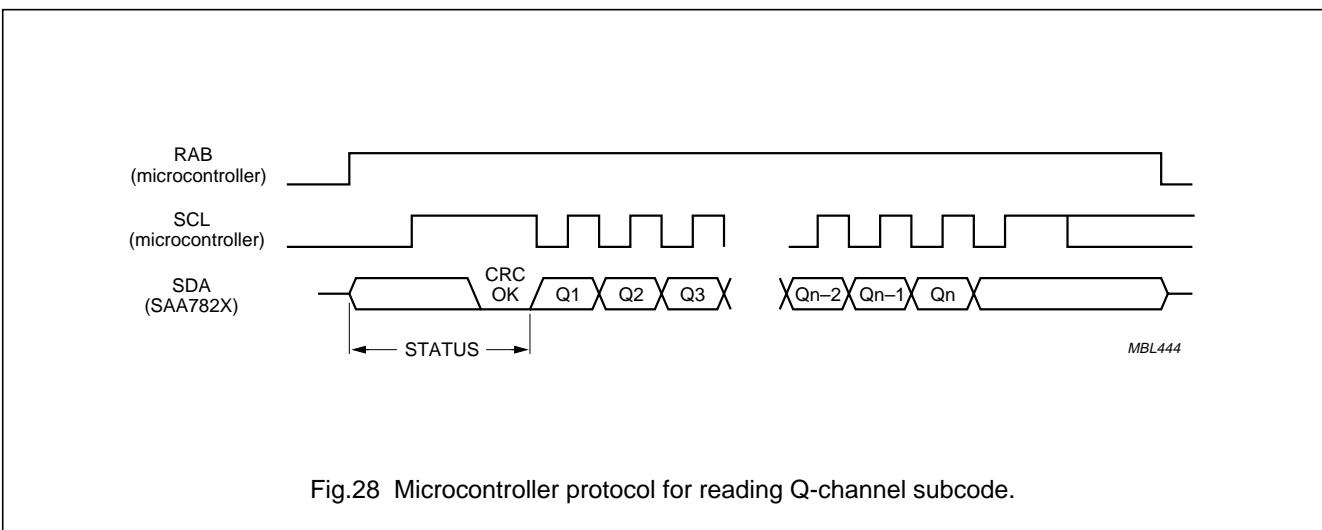 RAB
(microcontroller)
SCL
(microcontroller)
SDA
(SAA782X)
CRC
OK
Q1
Q2
Q3
Qn–2
Qn–1
Qn
STATUS
MBL444
Fig.28 Microcontroller protocol for reading Q-channel subcode.